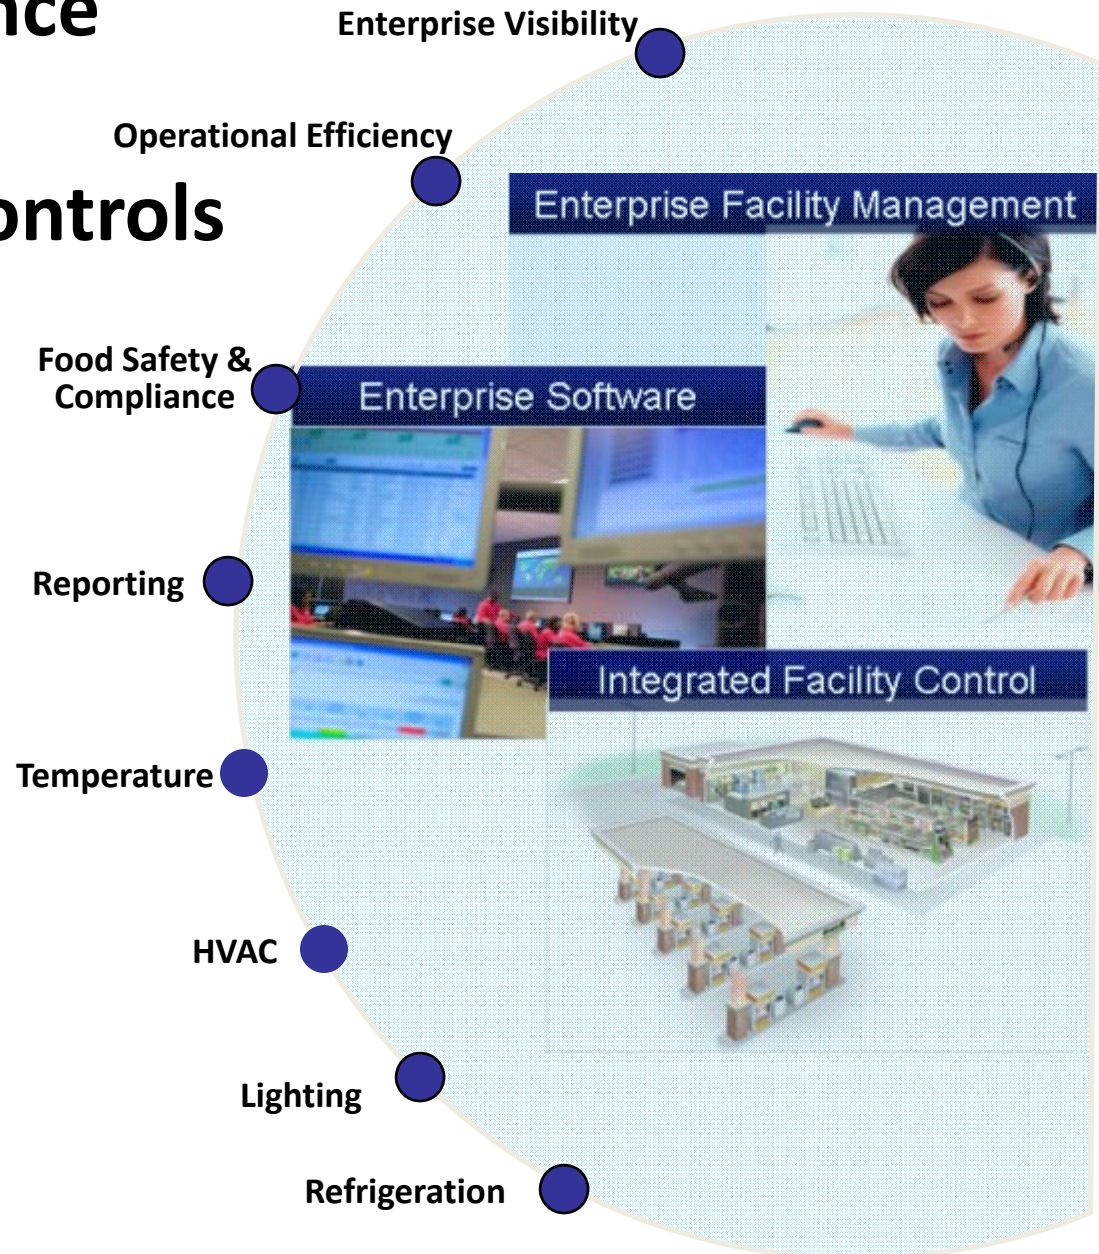 nce
Enterprise Visibility
Operational Efficiency
ontrols
Enterprise Facility Management
Food Safety &
Compliance
Enterprise Software
Reporting
Integrated Facility Control
Temperature
HVAC
Lighting
Refrigeration